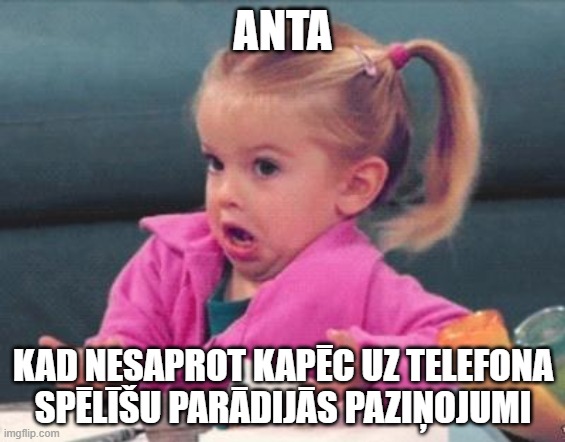 ANTA
KAD NESAPROT KAPĒC UZ TELEFONA
SPĒLĪŠU PARĀDIJĀS PAZIŅOJUMI
imgflip.com